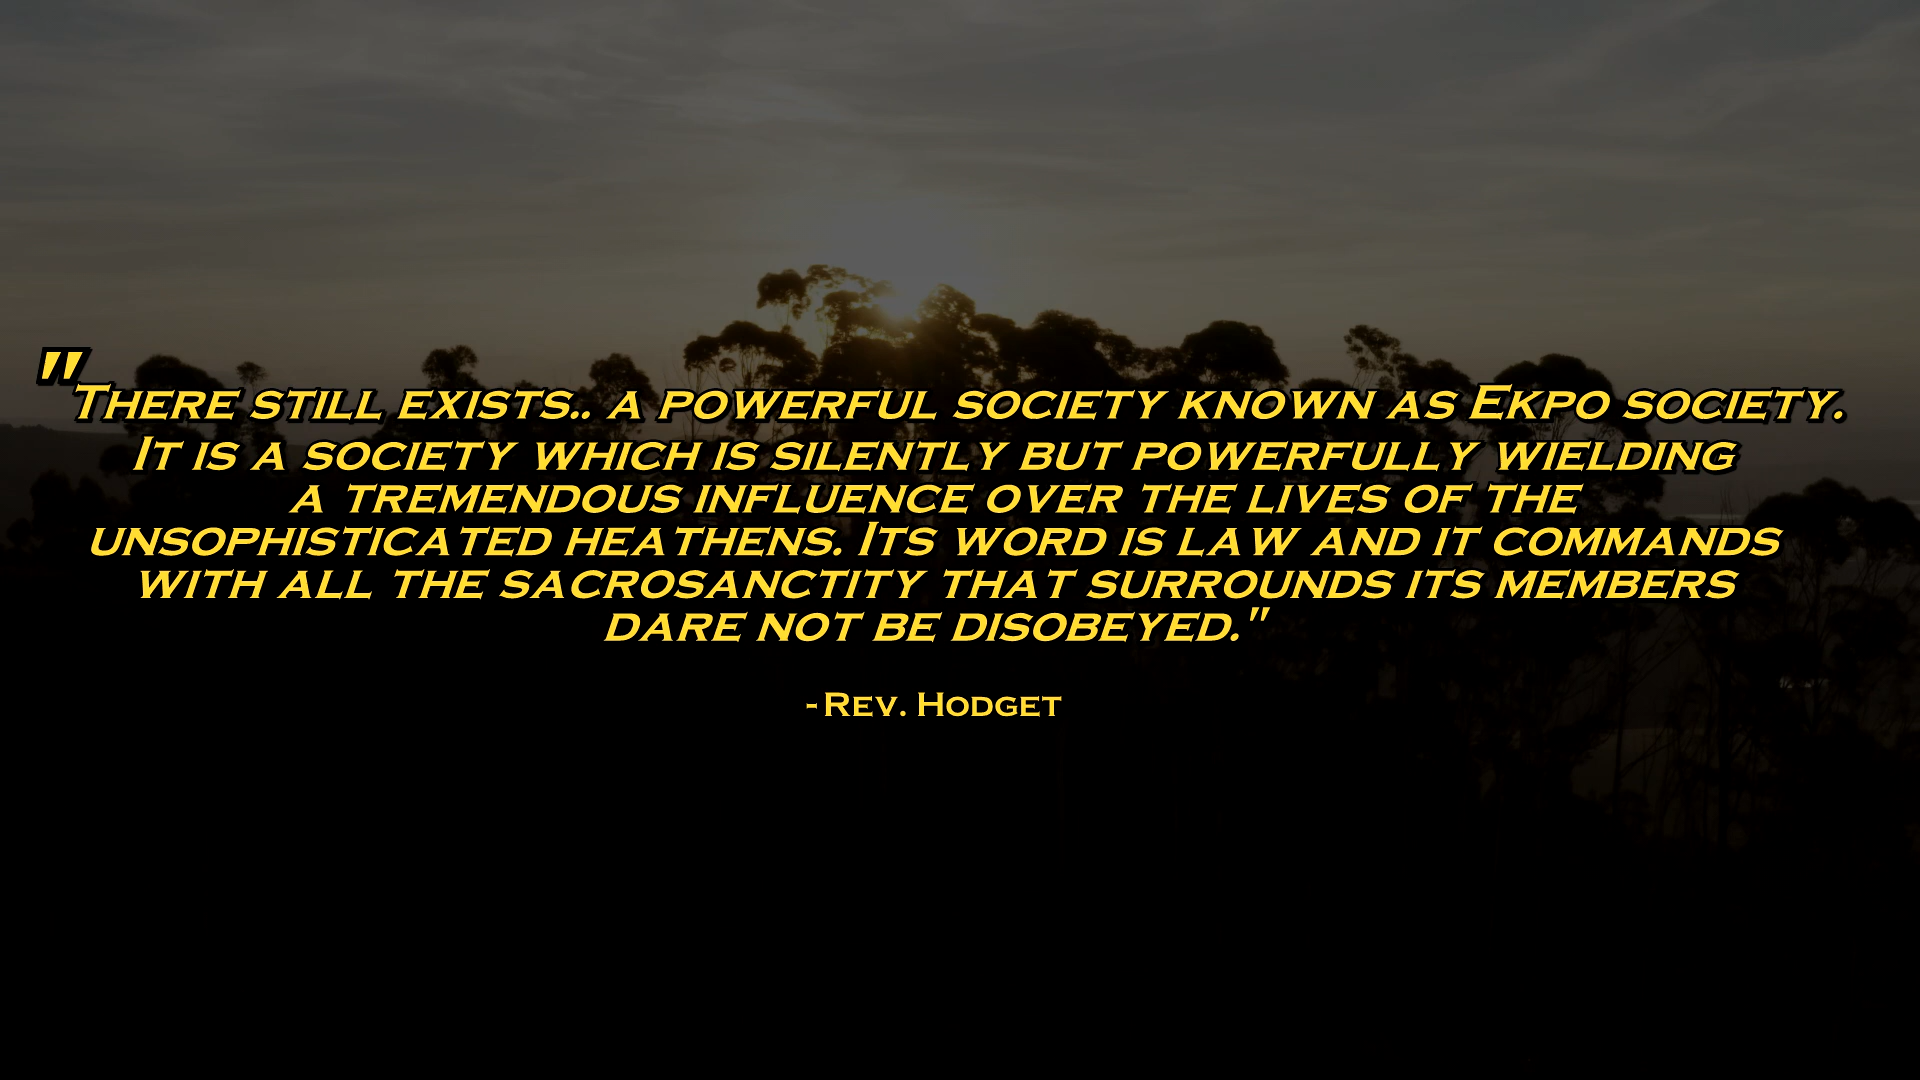 "There still exists.. a powerful society known as Ekpo society.
It is a society which is silently but powerfully wielding
a tremendous influence over the lives of the
unsophisticated heathens. Its word is law and it commands
with all the sacrosanctity that surrounds its members
dare not be disobeyed."
-Rev. Hodget